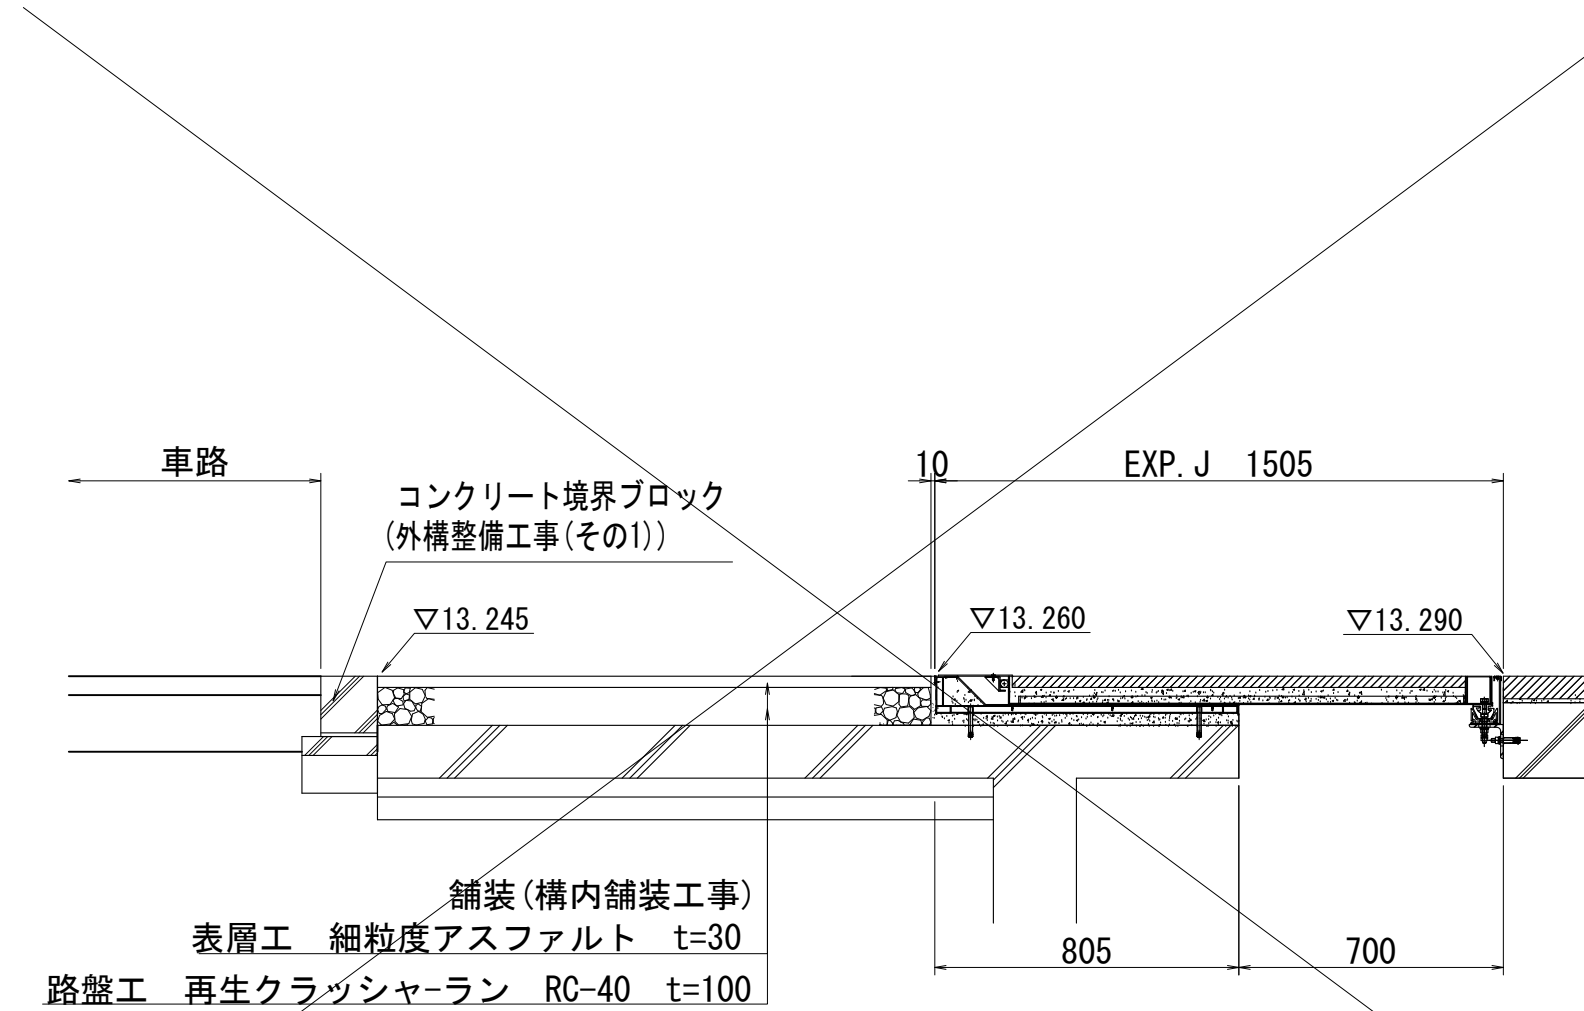 車路
10
EXP.J 1505
コンクリート境界ブロック
(外構整備工事(その1))
▽13.245
▽13.260
▽13.290
舗装(構内舗装工事)
表層工 細粒度アスファルト t=30
路盤工 再生クラッシャ-ラン RC-40 t=100
805
700